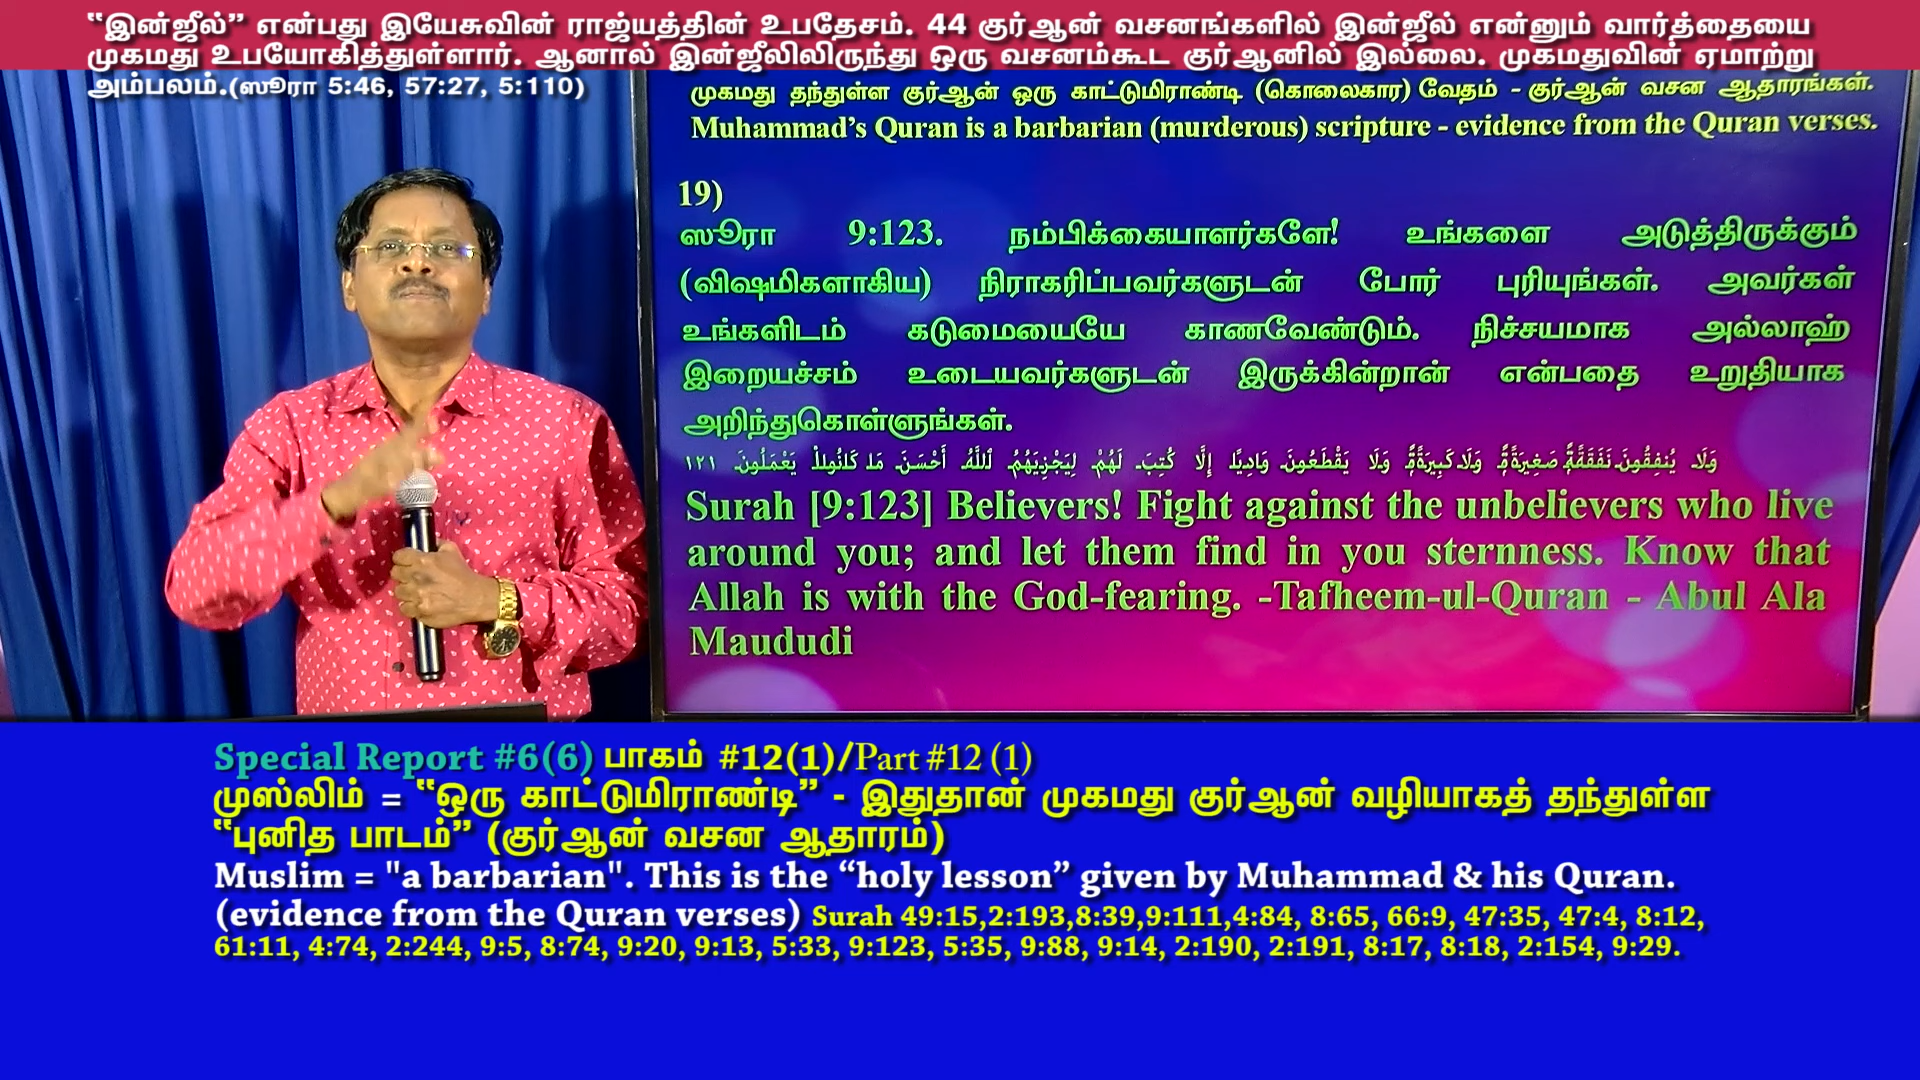 “இன்ஜீல்” என்பது இயேசுவின் ராஜ்யத்தின் உபதேசம். 44 குர்ஆன் வசனங்களில் இன்ஜீல் என்னும் வார்த்தையை
முகமது உபயோகித்துள்ளார். ஆனால் இன்ஜீலிலிருந்து ஒரு வசனம்கூட குர்ஆனில் இல்லை. முகமதுவின் ஏமாற்று
அம்பலம்.(ஸூரா 5:46, 57:27, 5:110)
முகமது தந்துள்ள குர்ஆன் ஒரு காட்டுமிராண்டி (கொலைகார) வேதம் - குர்ஆன் வசன ஆதாரங்கள்.
Muhammad’s Quran is a barbarian (murderous) scripture - evidence from the Quran verses.
19)
ஸூரா 9:123. நம்பிக்கையாளர்களே! உங்களை அடுத்திருக்கும்
(விஷமிகளாகிய) நிராகரிப்பவர்களுடன் போர் புரியுங்கள். அவர்கள்
உங்களிடம் கடுமையையே காணவேண்டும். நிச்சயமாக அல்லாஹ்
இறையச்சம் உடையவர்களுடன் இருக்கின்றான் என்பதை உறுதியாக
அறிந்துகொள்ளுங்கள்.
وَلَا يُنفِقُونَ نَفَقَةً صَغِيرَةً وَلَا كَبِيرَةً وَلَا يَقْطَعُونَ وَادِيًا إِلَّا كُتِبَ لَهُمْ لِيَجْزِيَهُمُ ٱللَّهُ أَحْسَنَ مَا كَانُوا۟ يَعْمَلُونَ ١٢١
Surah [9:123] Believers! Fight against the unbelievers who live
around you; and let them find in you sternness. Know that
Allah is with the God-fearing. -Tafheem-ul-Quran - Abul Ala
Maududi
Special Report #6(6) பாகம் #12(1)/Part #12 (1)
முஸ்லிம் = “ஒரு காட்டுமிராண்டி” - இதுதான் முகமது குர்ஆன் வழியாகத் தந்துள்ள
“புனித பாடம்” (குர்ஆன் வசன ஆதாரம்)
Muslim = "a barbarian". This is the “holy lesson” given by Muhammad & his Quran.
(evidence from the Quran verses) Surah 49:15,2:193,8:39,9:111,4:84, 8:65, 66:9, 47:35, 47:4, 8:12,
61:11, 4:74, 2:244, 9:5, 8:74, 9:20, 9:13, 5:33, 9:123, 5:35, 9:88, 9:14, 2:190, 2:191, 8:17, 8:18, 2:154, 9:29.